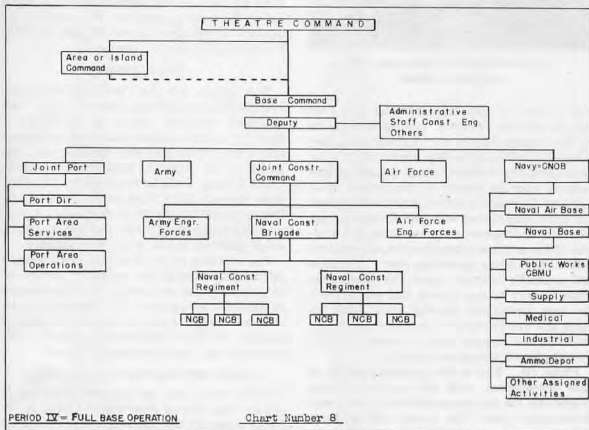 THEATRE COMMAND
Area or Island
Command
Base Command
Deputy
Administrative
Staff Const. Eng.
Others
Joint Port
Army
Joint Constr.
Command
Air Force
Navy=CNOB
Port Dir.
Port Area
Services
Port Area
Operations
Army Engr.
Forces
Naval Const.
Brigade
Air Force
Eng. Forces
Naval Air Base
Naval Base
Public Works
CBMU
Supply
Medical
Industrial
Ammo. Depot
Other Assigned
Activities
Naval Const.
Regiment
Naval Const.
Regiment
NCB
NCB
NCB
NCB
NCB
NCB
PERIOD IV = FULL BASE OPERATION
Chart Number 8